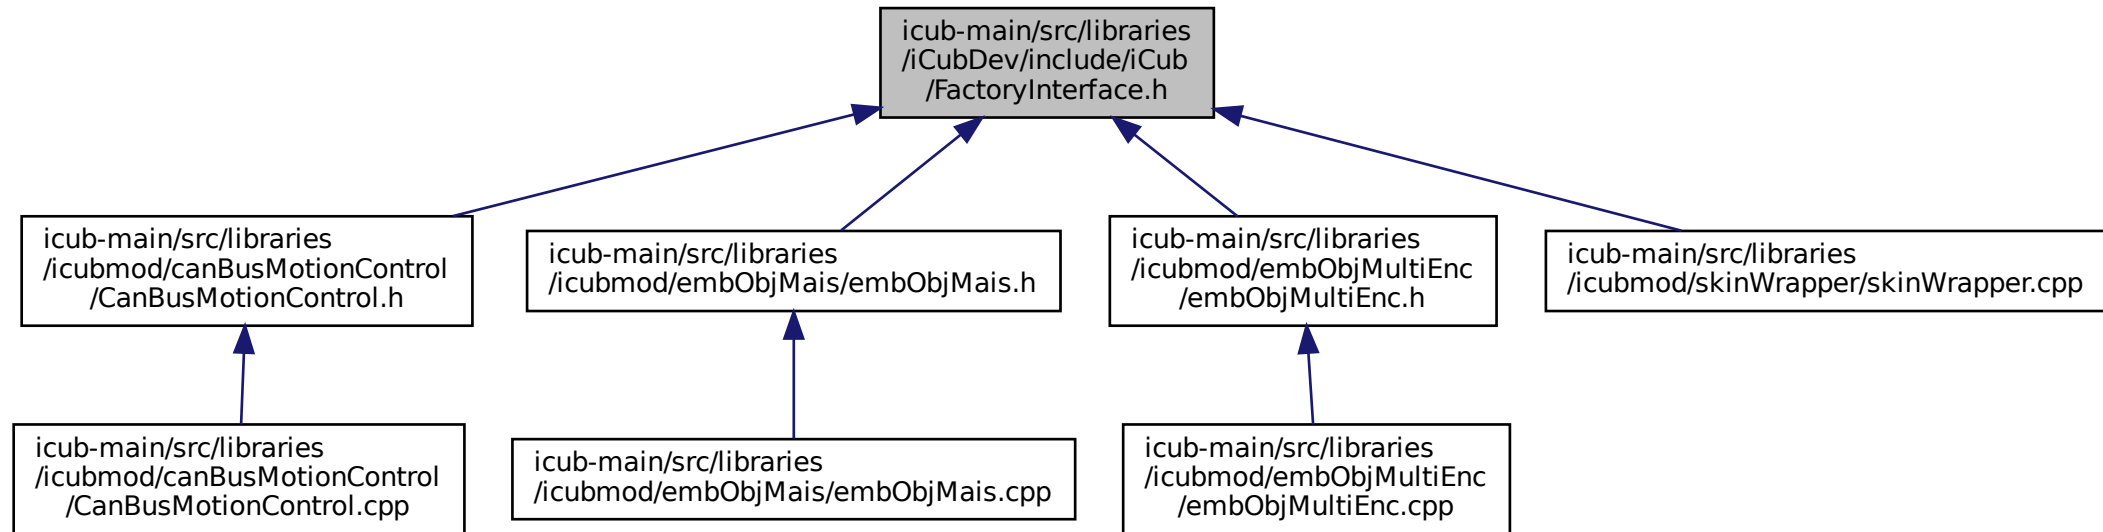 icub-main/src/libraries
/iCubDev/include/iCub
/FactoryInterface.h
icub-main/src/libraries
/icubmod/canBusMotionControl
/CanBusMotionControl.h
icub-main/src/libraries
/icubmod/embObjMais/embObjMais.h
icub-main/src/libraries
/icubmod/embObjMultiEnc
/embObjMultiEnc.h
icub-main/src/libraries
/icubmod/skinWrapper/skinWrapper.cpp
icub-main/src/libraries
/icubmod/canBusMotionControl
/CanBusMotionControl.cpp
icub-main/src/libraries
/icubmod/embObjMais/embObjMais.cpp
icub-main/src/libraries
/icubmod/embObjMultiEnc
/embObjMultiEnc.cpp